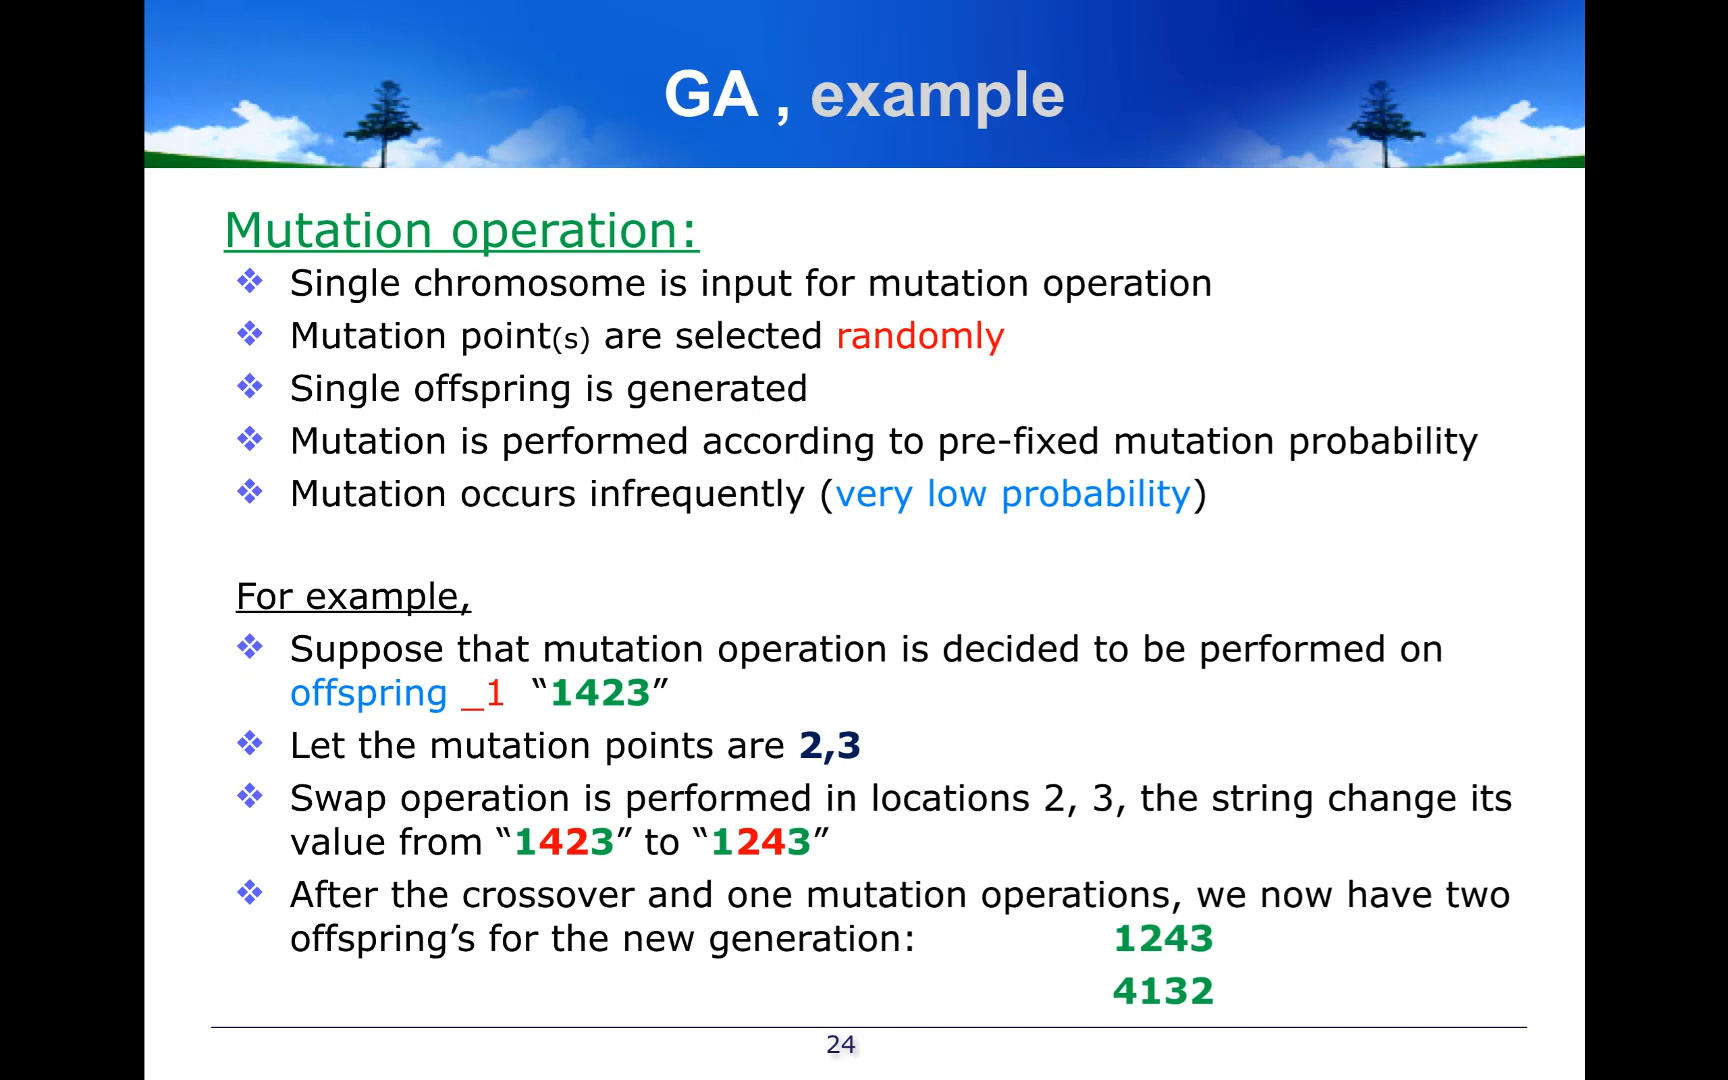 GA , example
Mutation operation:
❖ Single chromosome is input for mutation operation
❖ Mutation point(s) are selected randomly
❖ Single offspring is generated
❖ Mutation is performed according to pre-fixed mutation probability
❖ Mutation occurs infrequently (very low probability)
For example,
❖ Suppose that mutation operation is decided to be performed on
offspring _1 “1423”
❖ Let the mutation points are 2,3
❖ Swap operation is performed in locations 2, 3, the string change its
value from “1423” to “1243”
❖ After the crossover and one mutation operations, we now have two
offspring’s for the new generation: 1243
4132
24